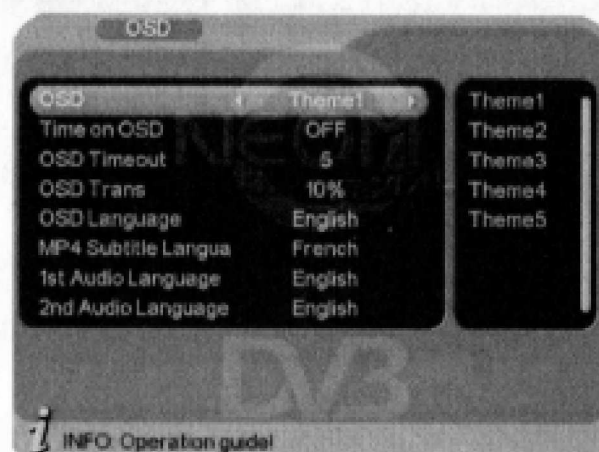 OSD
OSD Theme1
Time on OSD OFF
OSD Timeout 5
OSD Trans 10%
OSD Language English
MP4 Subtitle Langua French
1st Audio Language English
2nd Audio Language English
Theme1
Theme2
Theme3
Theme4
Theme5
DVB
INFO: Operation guide!